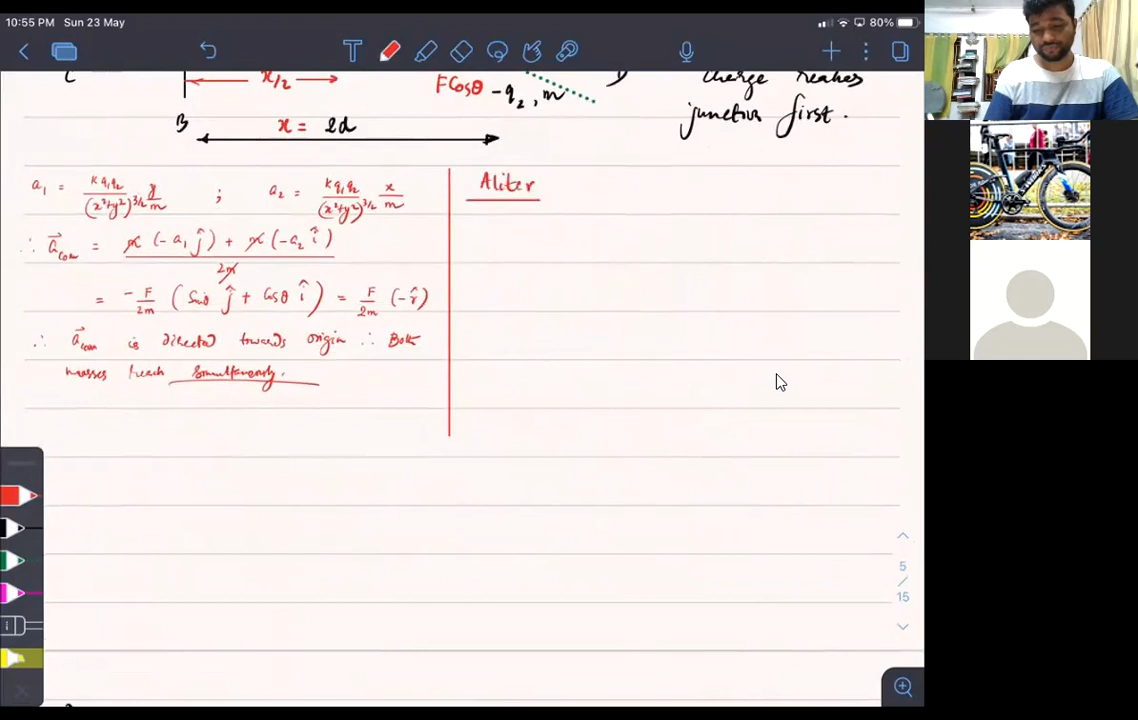 10:55 PM Sun 23 May
80%
x/2
FCosθ
-q₂, m
charge reaches
junction first.
B
x = 2d
a₁ = kq₁q₂/(x²+y²)^3/2 y/m ; a₂ = kq₁q₂/(x²+y²)^3/2 x/m
Aliter
∴ a⃗com = m(-a₁ĵ) + m(-a₂î) / 2m
= -F/2m (Sinθ ĵ + Cosθ î) = F/2m (-r̂)
∴ a⃗com is directed towards origin ∴ Both
masses reach simultaneously.
5
/
15